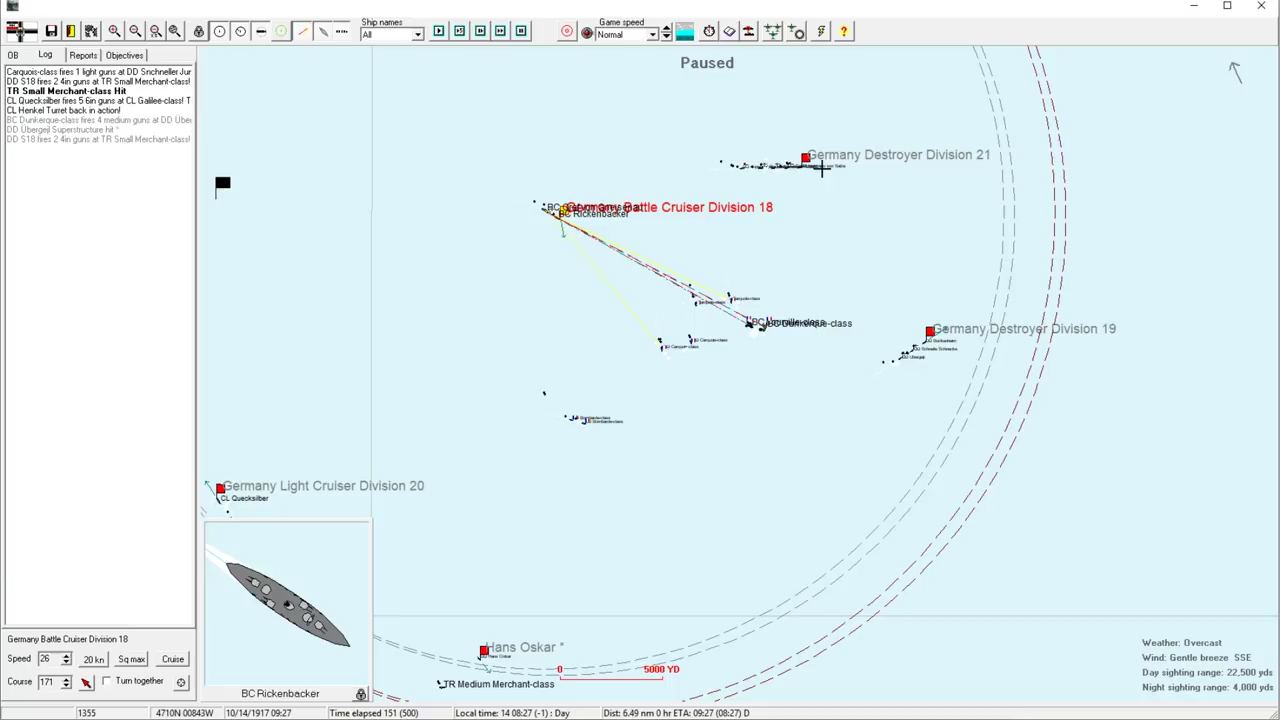 Ship names
All
Game speed
Normal
OB
Log
Reports
Objectives
Carquois-class fires 1 light guns at DD Snchneller Jur
DD S18 fires 2 4in guns at TR Small Merchant-class!
TR Small Merchant-class Hit
CL Quecksilber fires 5 6in guns at CL Galilee-class! T
CL Henkel Turret back in action!
BC Dunkerque-class fires 4 medium guns at DD Übe
DD Übergejl Superstructure hit *
DD S18 fires 2 4in guns at TR Small Merchant-class!
Paused
Germany Destroyer Division 21
Germany Battle Cruiser Division 18
BC Rickenbacker
BC Dunkerque-class
Germany Destroyer Division 19
Germany Light Cruiser Division 20
CL Quecksilber
Hans Oskar *
TR Medium Merchant-class
0
5000 YD
Weather: Overcast
Wind: Gentle breeze SSE
Day sighting range: 22,500 yds
Night sighting range: 4,000 yds
Germany Battle Cruiser Division 18
Speed
26
20 kn
Sq max
Cruise
Course
171
Turn together
BC Rickenbacker
1355
4710N 00843W
10/14/1917 09:27
Time elapsed 151 (500)
Local time: 14 08:27 (-1) : Day
Dist: 6.49 nm 0 hr ETA: 09:27 (08:27) D